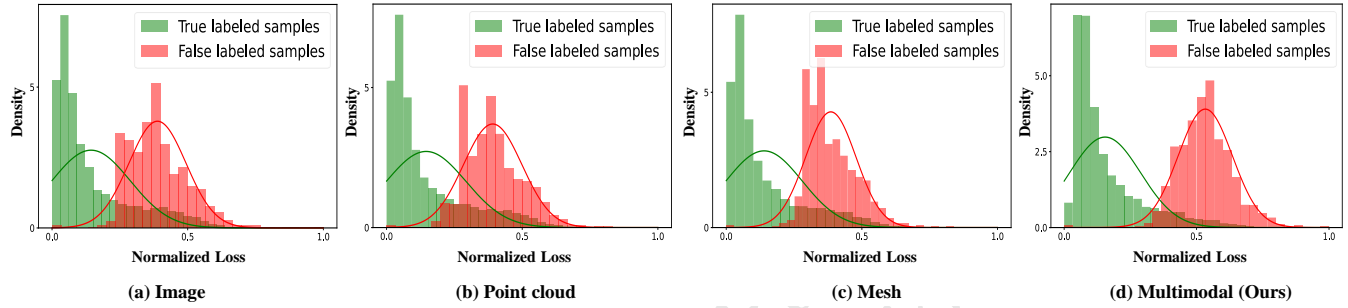 True labeled samples
False labeled samples
5
0
0.0
0.5
1.0
Density
Normalized Loss
(a) Image
True labeled samples
False labeled samples
5
0
0.0
0.5
1.0
Density
Normalized Loss
(b) Point cloud
True labeled samples
False labeled samples
5
0
0.0
0.5
1.0
Density
Normalized Loss
(c) Mesh
True labeled samples
False labeled samples
5.0
2.5
0.0
0.0
0.5
1.0
Density
Normalized Loss
(d) Multimodal (Ours)